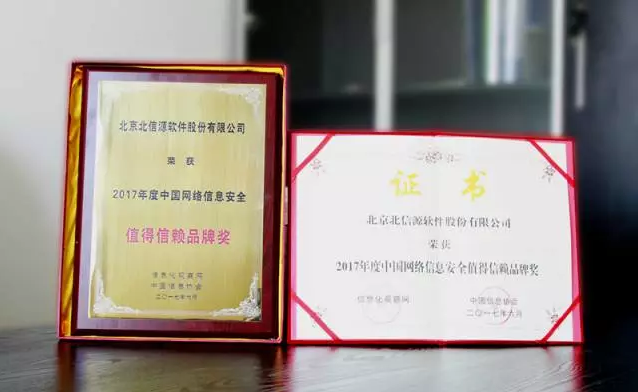 北京北信源软件股份有限公司
荣获
2017年度中国网络信息安全
值得信赖品牌奖
信息化观察网
中国信息协会
二〇一七年六月
证书
北京北信源软件股份有限公司
荣获
2017年度中国网络信息安全值得信赖品牌奖
信息化观察网
中国信息协会
二〇一七年六月